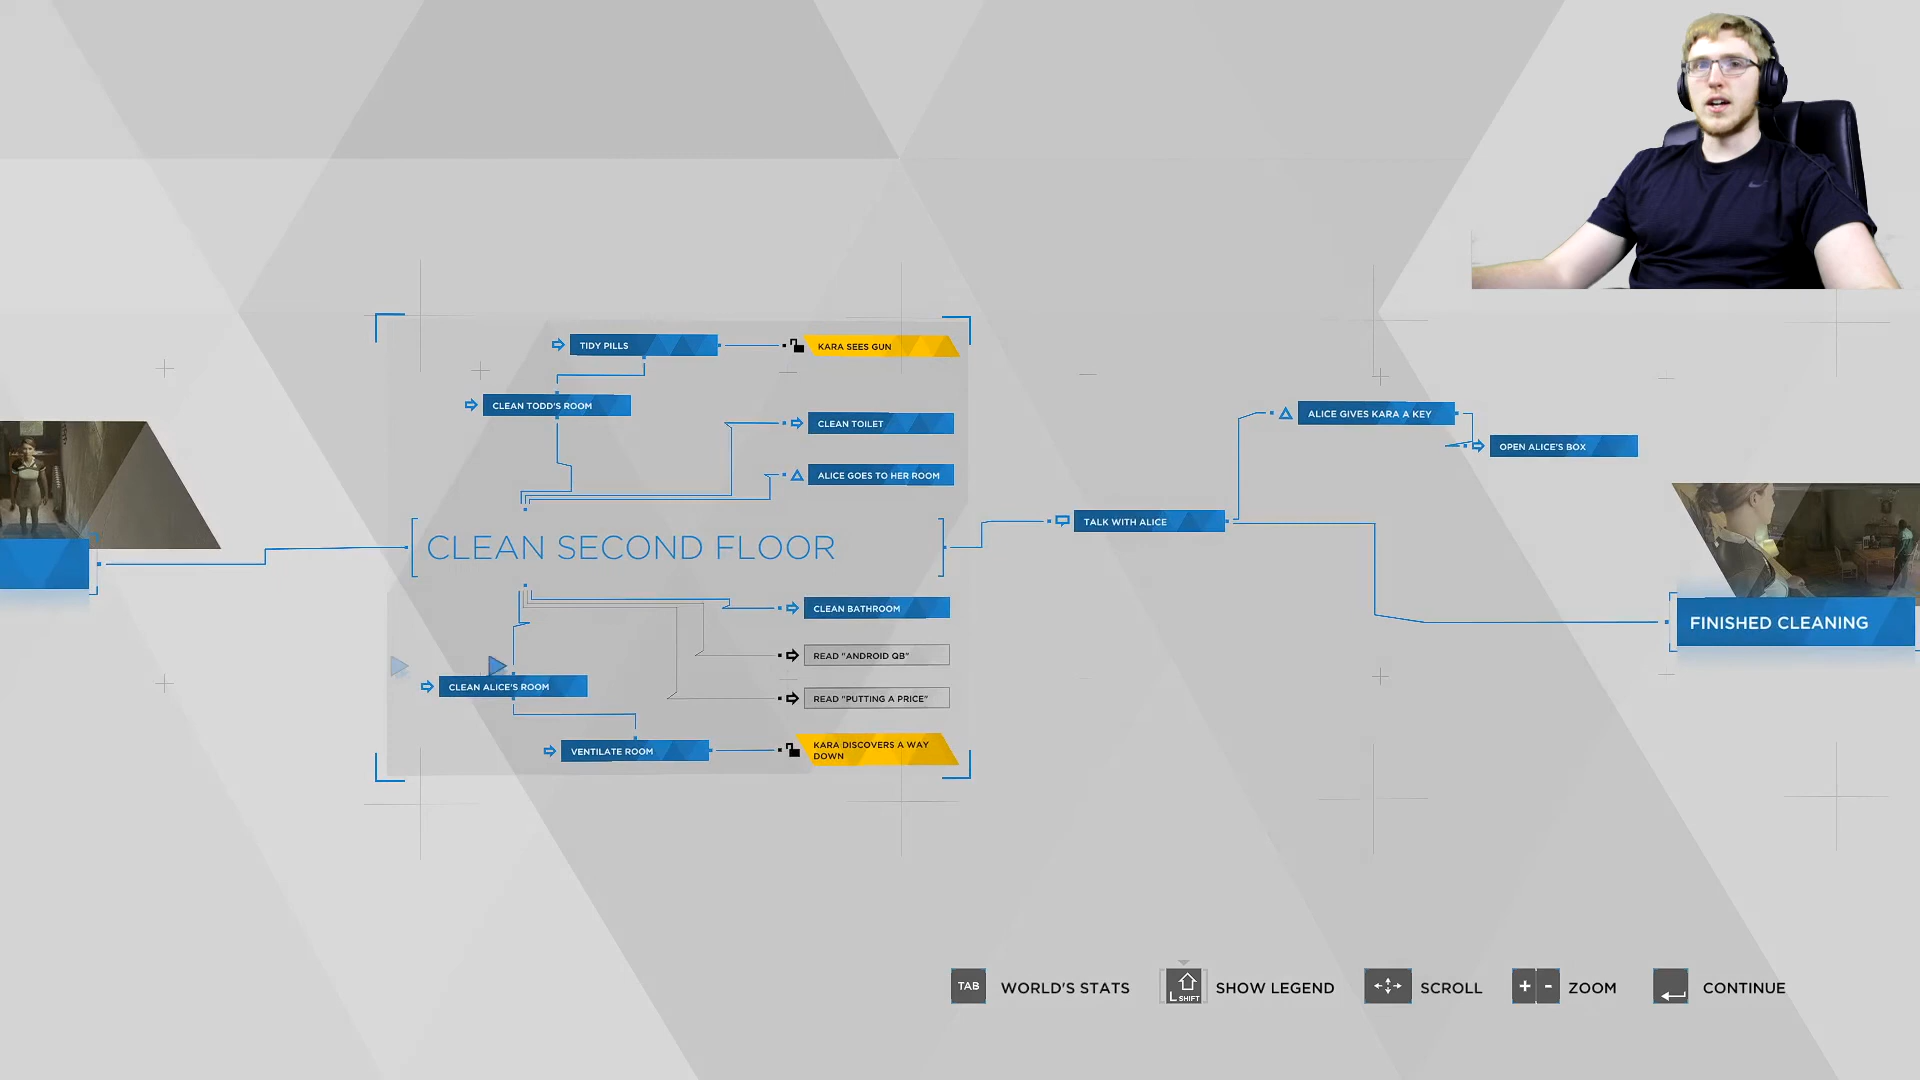 TIDY PILLS
KARA SEES GUN
CLEAN TODD'S ROOM
CLEAN TOILET
ALICE GOES TO HER ROOM
CLEAN SECOND FLOOR
ALICE GIVES KARA A KEY
OPEN ALICE'S BOX
TALK WITH ALICE
CLEAN BATHROOM
READ "ANDROID QB"
CLEAN ALICE'S ROOM
READ "PUTTING A PRICE"
VENTILATE ROOM
KARA DISCOVERS A WAY
DOWN
FINISHED CLEANING
TAB WORLD'S STATS
L SHIFT SHOW LEGEND
SCROLL
+ - ZOOM
CONTINUE